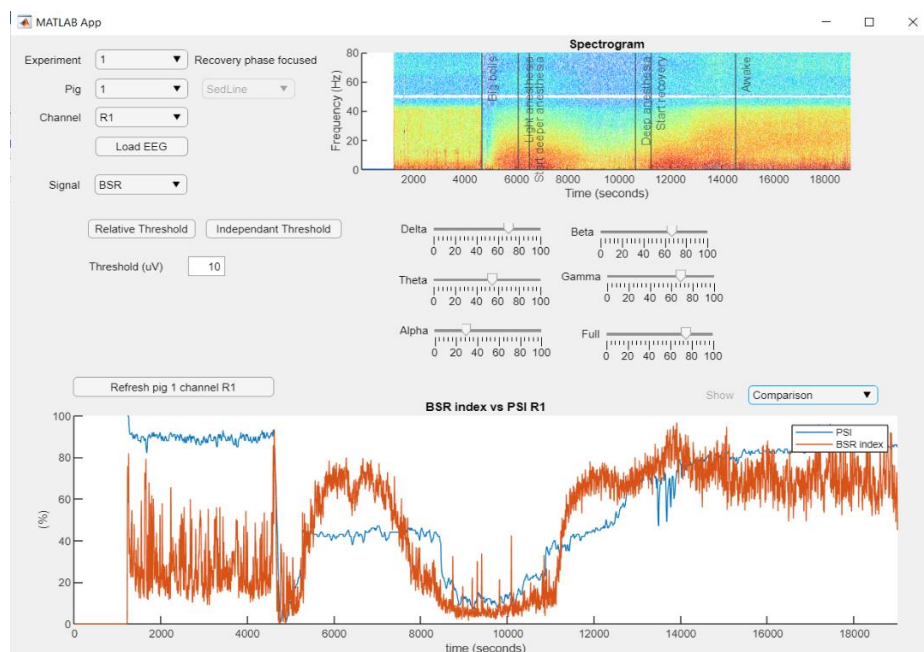 MATLAB App
Experiment 1 Recovery phase focused
Pig 1 SedLine
Channel R1
Load EEG
Signal BSR
Relative Threshold Independant Threshold
Threshold (uV) 10
Spectrogram
Frequency (Hz)
80
60
40
20
0
Big-bolis
Light anesthesia
Start deeper anesthesia
Deep anesthesia
Start recovery
Awake
2000 4000 6000 8000 10000 12000 14000 16000 18000
Time (seconds)
Delta
0 20 40 60 80 100
Beta
0 20 40 60 80 100
Theta
0 20 40 60 80 100
Gamma
0 20 40 60 80 100
Alpha
0 20 40 60 80 100
Full
0 20 40 60 80 100
Refresh pig 1 channel R1
Show Comparison
BSR index vs PSI R1
PSI
BSR index
(%)
100
80
60
40
20
0
0 2000 4000 6000 8000 10000 12000 14000 16000 18000
time (seconds)